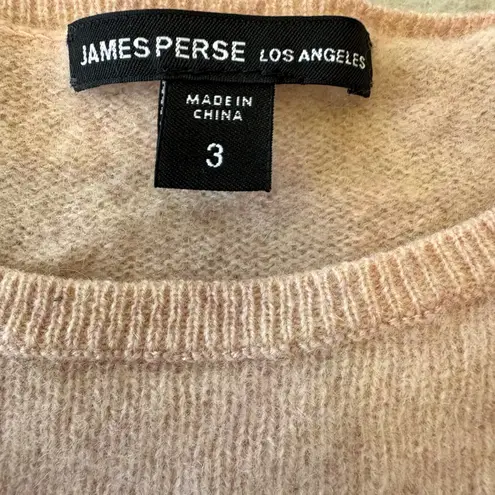 JAMES PERSE LOS ANGELES
MADE IN
CHINA
3